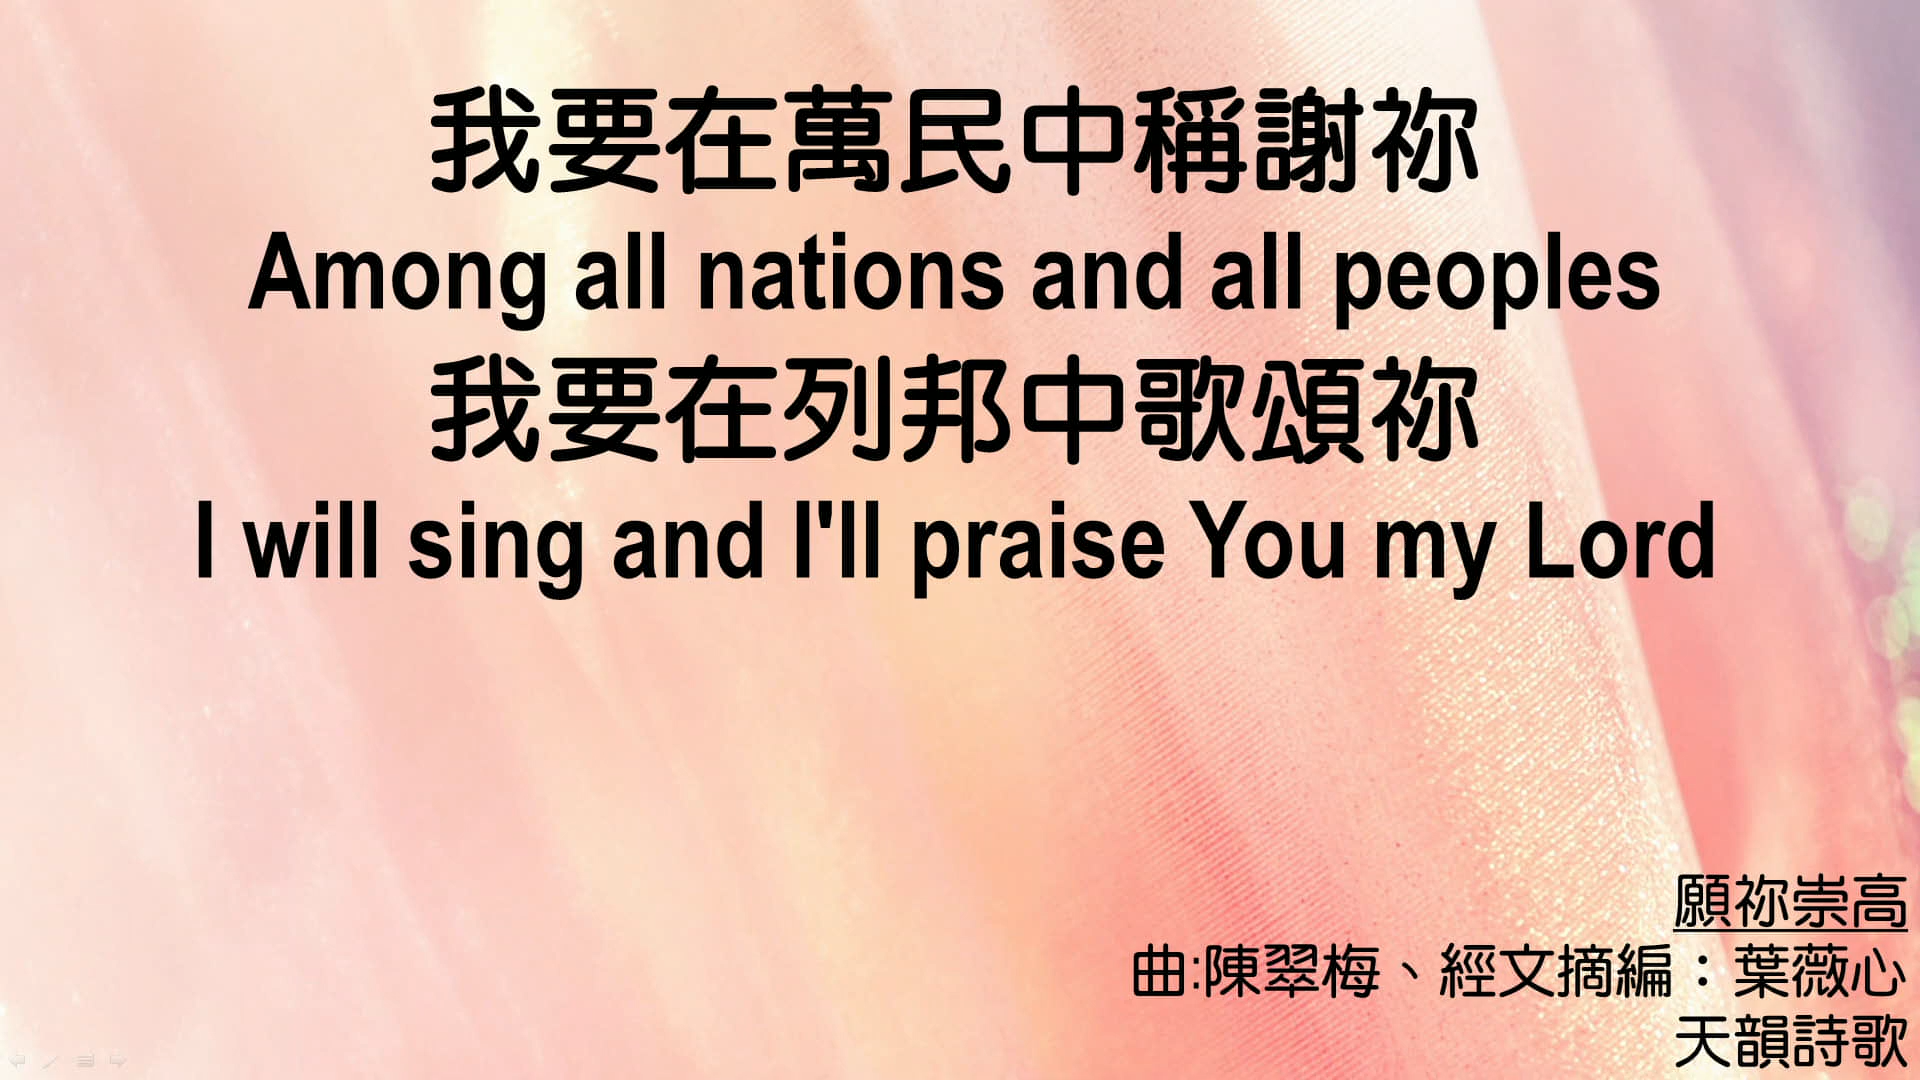 我要在萬民中稱謝祢
Among all nations and all peoples
我要在列邦中歌頌祢
I will sing and I'll praise You my Lord
願祢崇高
曲:陳翠梅、經文摘編：葉薇心
天韻詩歌